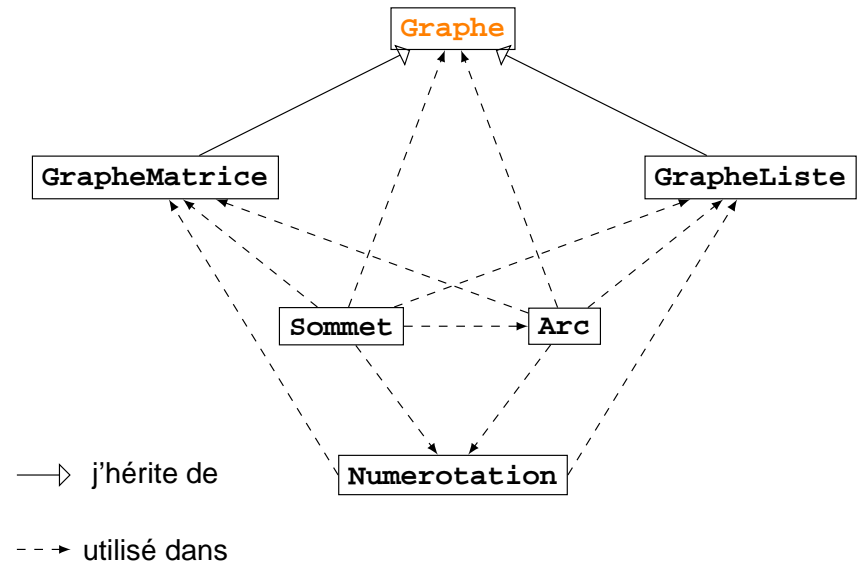 Graphe
GrapheMatrice
GrapheListe
Sommet
Arc
Numerotation
j'hérite de
utilisé dans